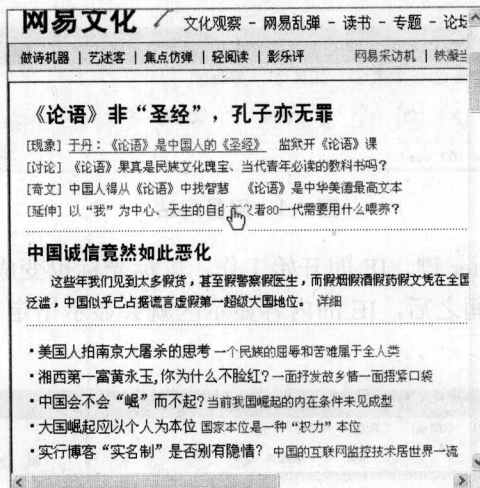 网易文化
文化观察 - 网易乱弹 - 读书 - 专题 - 论坛
做诗机器 | 艺述客 | 焦点仿弹 | 轻阅读 | 影乐评 网易采访机 | 铁凝当
《论语》非“圣经”，孔子亦无罪
[现象] 于丹：《论语》是中国人的《圣经》 监狱开《论语》课
[讨论] 《论语》果真是民族文化瑰宝、当代青年必读的教科书吗？
[奇文] 中国人得从《论语》中找智慧 《论语》是中华美德最高文本
[延伸] 以“我”为中心、天生的自由 者80一代需要用什么喂养？
中国诚信竟然如此恶化
这些年我们见到太多假货，甚至假警察假医生，而假烟假酒假药假文凭在全国
泛滥，中国似乎已占据谎言虚假第一超级大国地位。 详细
· 美国人拍南京大屠杀的思考 一个民族的屈辱和苦难属于全人类
· 湘西第一富黄永玉,你为什么不脸红? 一面抒发故乡情一面捂紧口袋
· 中国会不会“崛”而不起? 当前我国崛起的内在条件未见成型
· 大国崛起应以个人为本位 国家本位是一种“权力”本位
· 实行博客“实名制”是否别有隐情? 中国的互联网监控技术居世界一流